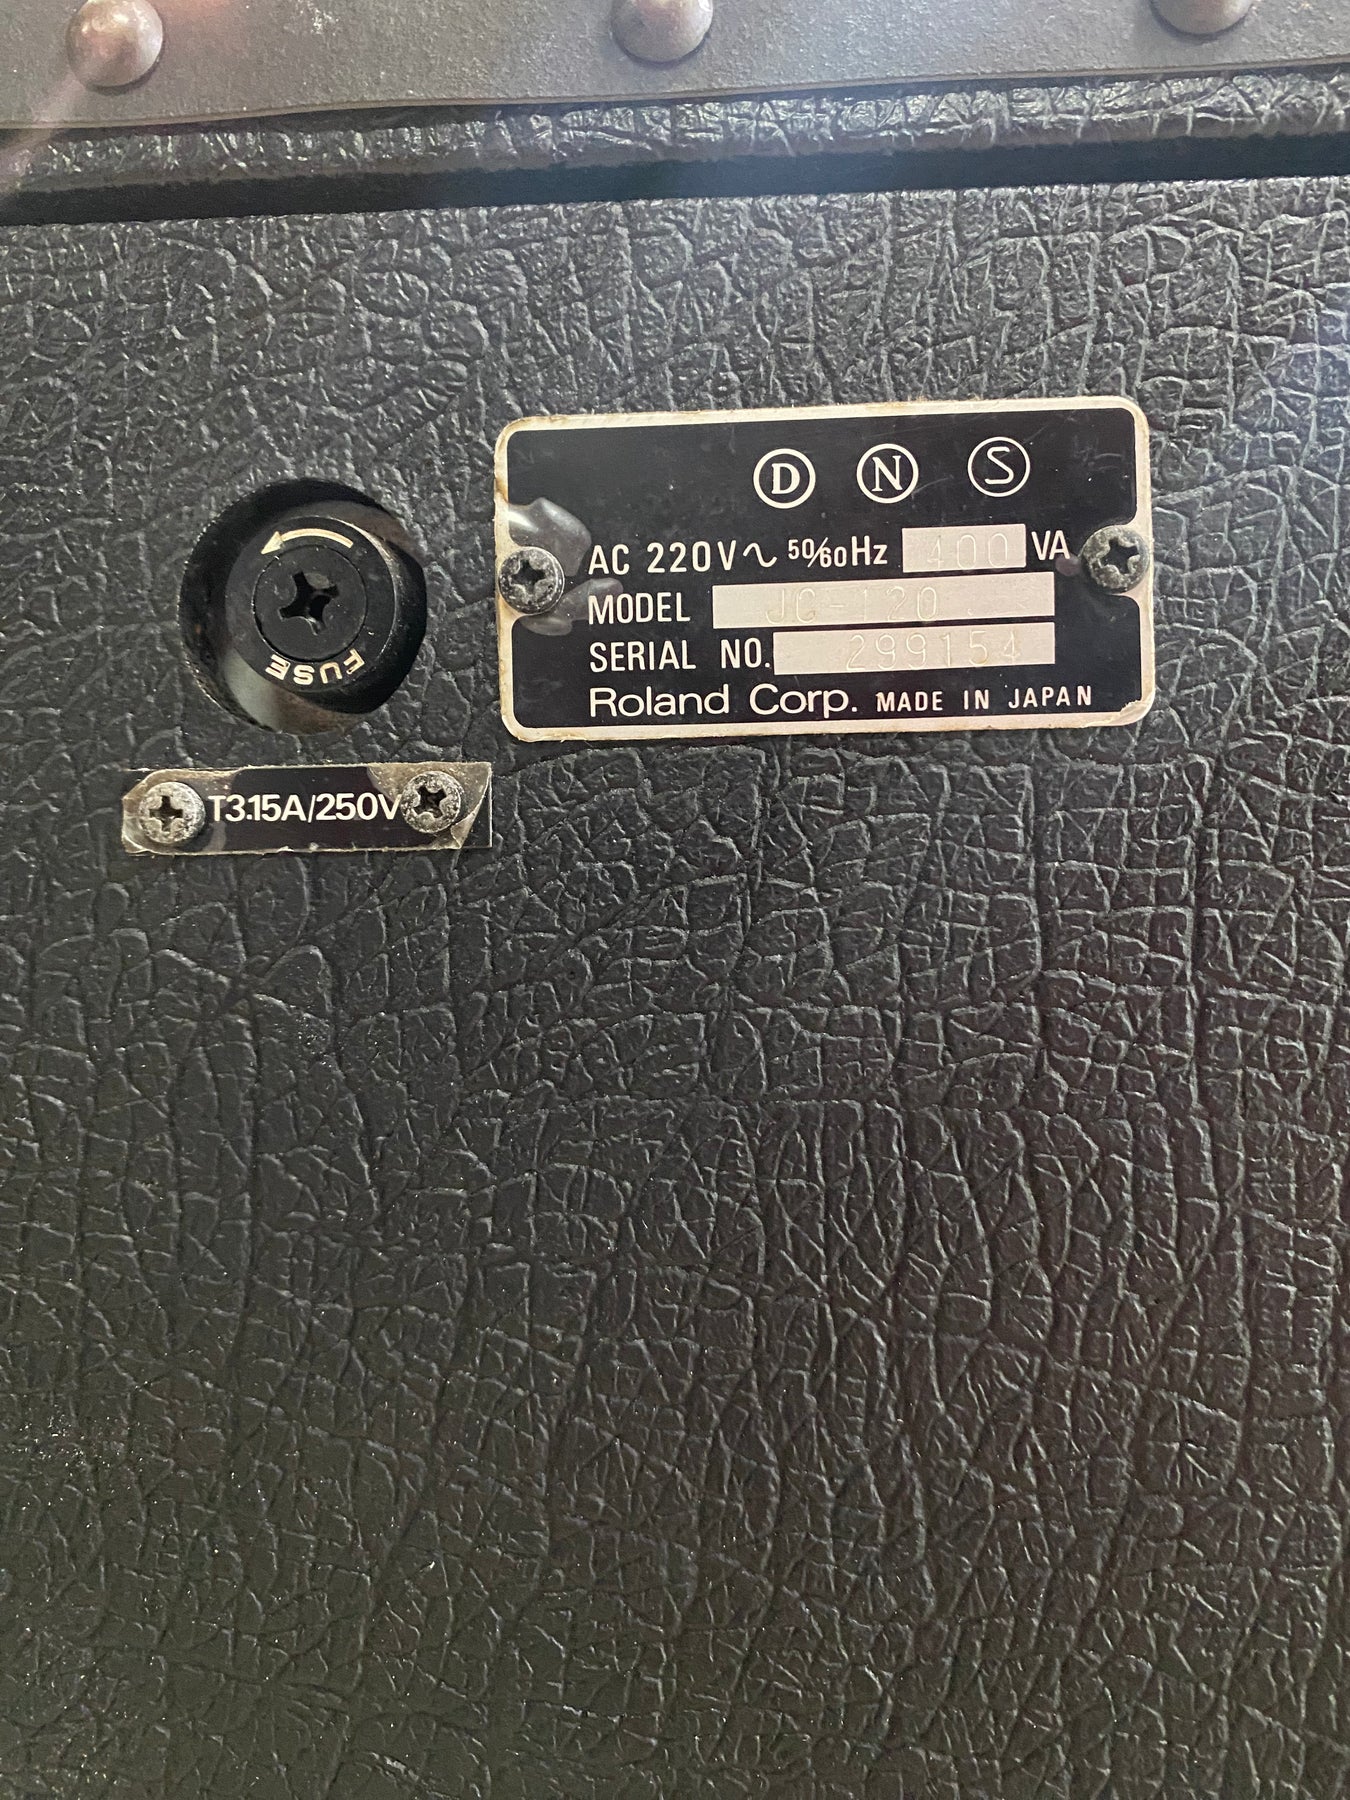 D N S
AC 220V~ 50/60Hz 400 VA
MODEL JC-120
SERIAL NO. 299154
Roland Corp. MADE IN JAPAN
FUSE
T3.15A/250V